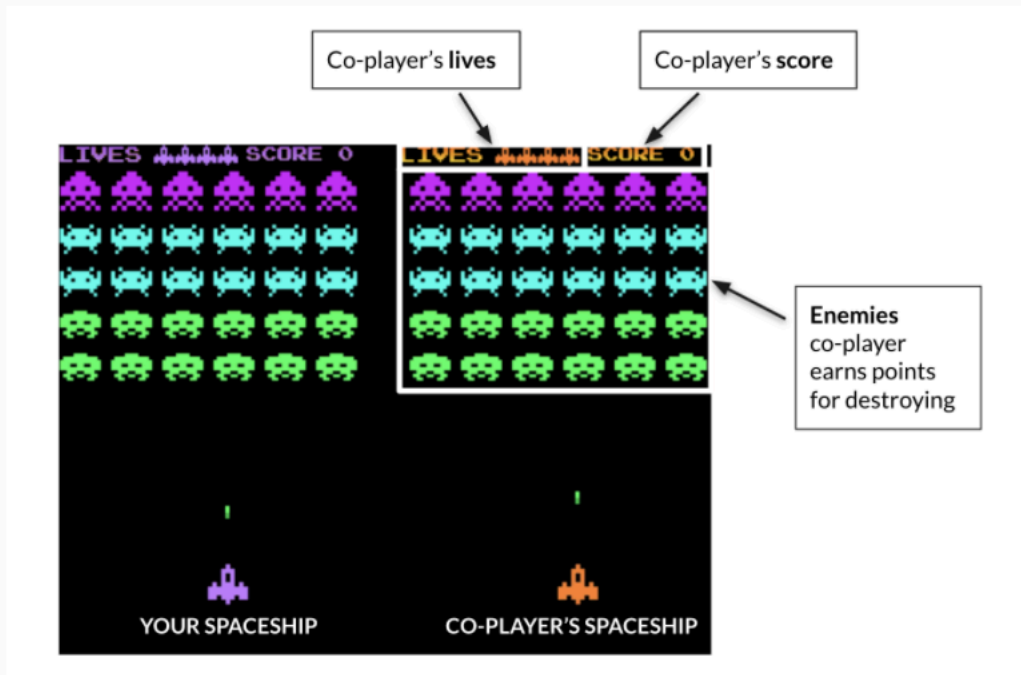 Co-player's lives
Co-player's score
LIVES SCORE 0
LIVES SCORE 0
Enemies
co-player
earns points
for destroying
YOUR SPACESHIP
CO-PLAYER'S SPACESHIP